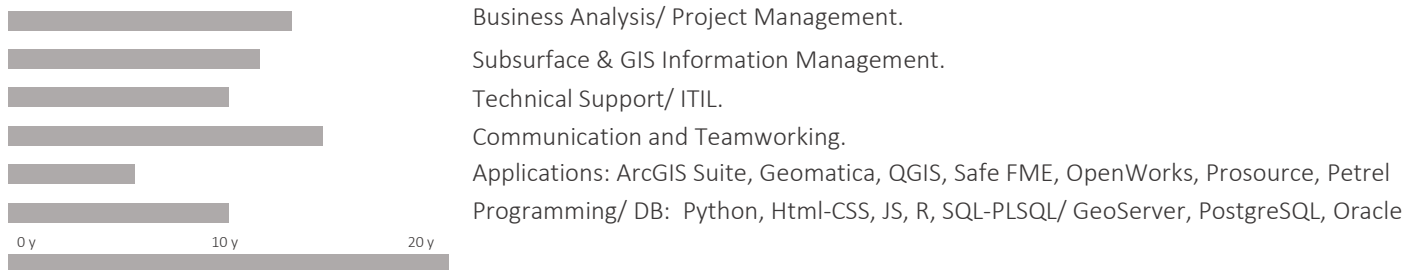 Business Analysis/ Project Management.
Subsurface & GIS Information Management.
Technical Support/ ITIL.
Communication and Teamworking.
Applications: ArcGIS Suite, Geomatica, QGIS, Safe FME, OpenWorks, Prosource, Petrel
Programming/ DB:  Python, Html-CSS, JS, R, SQL-PLSQL/ GeoServer, PostgreSQL, Oracle
0 y 10 y 20 y